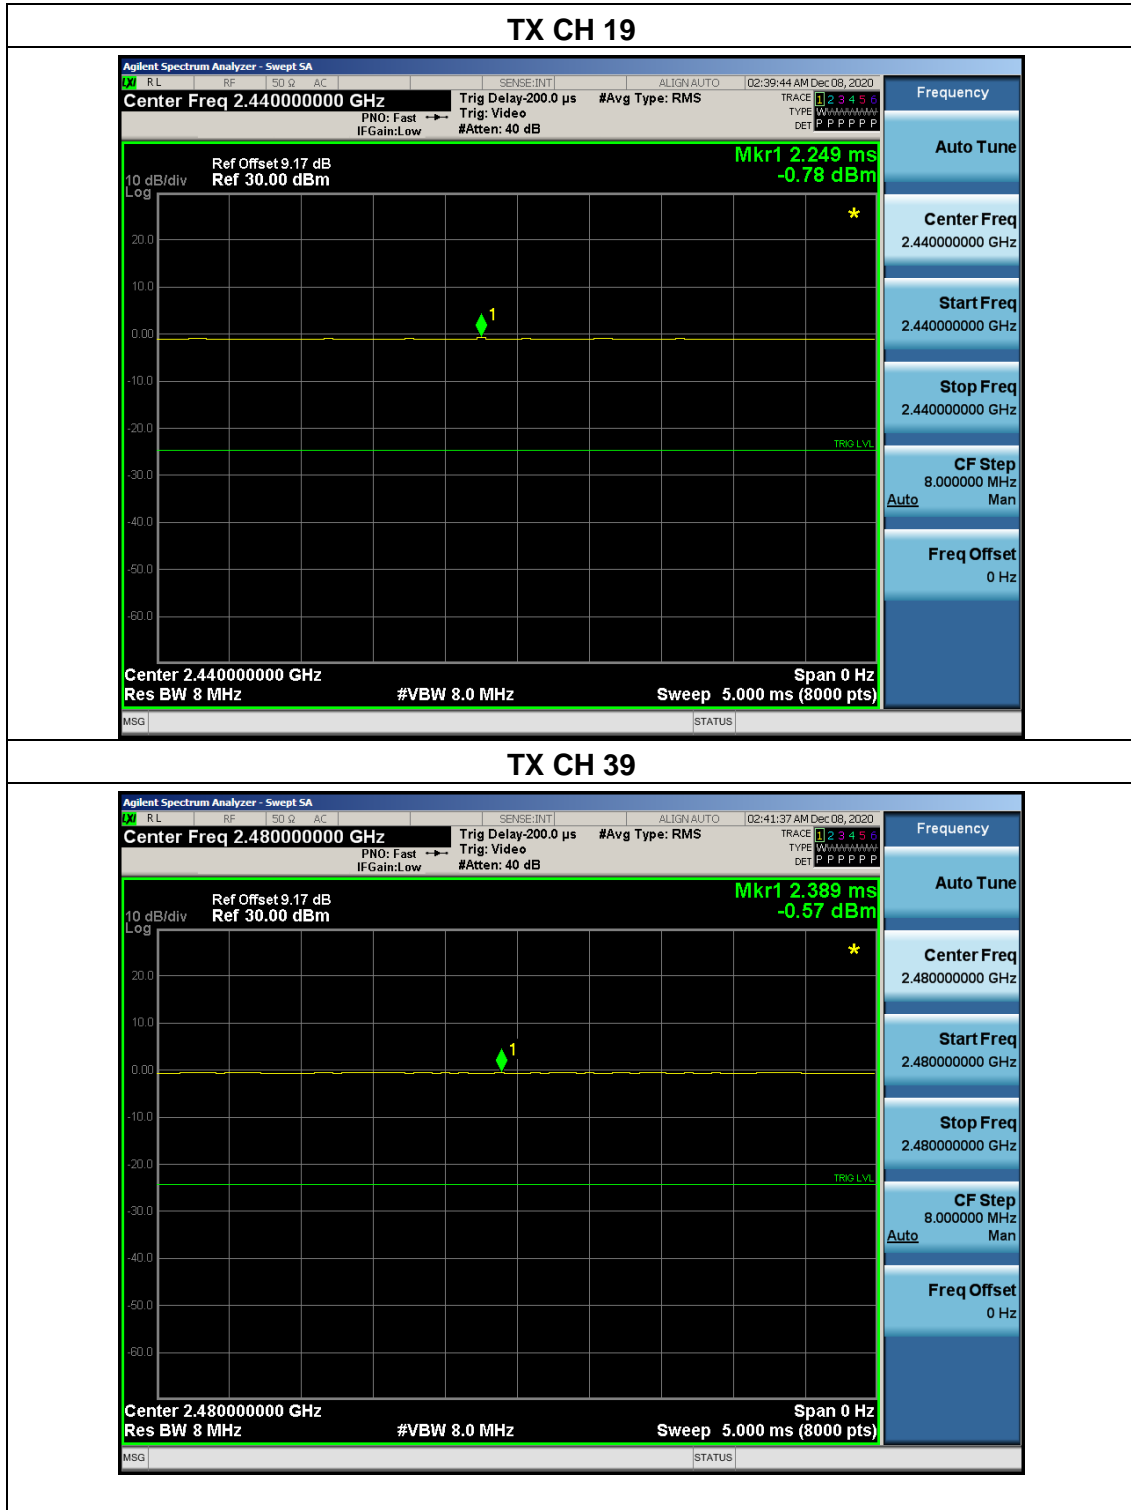 TX CH 19
Agilent Spectrum Analyzer - Swept SA
LXI RL RF 50 Ω AC SENSE:INT ALIGN AUTO 02:39:44 AM Dec 08, 2020
Center Freq 2.440000000 GHz Trig Delay-200.0 µs #Avg Type: RMS TRACE 1 2 3 4 5 6
PNO: Fast Trig: Video TYPE WWWWWW
IFGain:Low #Atten: 40 dB DET P P P P P P
Frequency
Mkr1 2.249 ms
-0.78 dBm
Ref Offset 9.17 dB
10 dB/div Ref 30.00 dBm
Log
20.0
10.0
1
0.00
-10.0
-20.0
TRIG LVL
-30.0
-40.0
-50.0
-60.0
Center 2.440000000 GHz Span 0 Hz
Res BW 8 MHz #VBW 8.0 MHz Sweep 5.000 ms (8000 pts)
Auto Tune
Center Freq
2.440000000 GHz
Start Freq
2.440000000 GHz
Stop Freq
2.440000000 GHz
CF Step
8.000000 MHz
Auto Man
Freq Offset
0 Hz
MSG STATUS
TX CH 39
Agilent Spectrum Analyzer - Swept SA
LXI RL RF 50 Ω AC SENSE:INT ALIGN AUTO 02:41:37 AM Dec 08, 2020
Center Freq 2.480000000 GHz Trig Delay-200.0 µs #Avg Type: RMS TRACE 1 2 3 4 5 6
PNO: Fast Trig: Video TYPE WWWWWW
IFGain:Low #Atten: 40 dB DET P P P P P P
Frequency
Mkr1 2.389 ms
-0.57 dBm
Ref Offset 9.17 dB
10 dB/div Ref 30.00 dBm
Log
20.0
10.0
1
0.00
-10.0
-20.0
TRIG LVL
-30.0
-40.0
-50.0
-60.0
Center 2.480000000 GHz Span 0 Hz
Res BW 8 MHz #VBW 8.0 MHz Sweep 5.000 ms (8000 pts)
Auto Tune
Center Freq
2.480000000 GHz
Start Freq
2.480000000 GHz
Stop Freq
2.480000000 GHz
CF Step
8.000000 MHz
Auto Man
Freq Offset
0 Hz
MSG STATUS